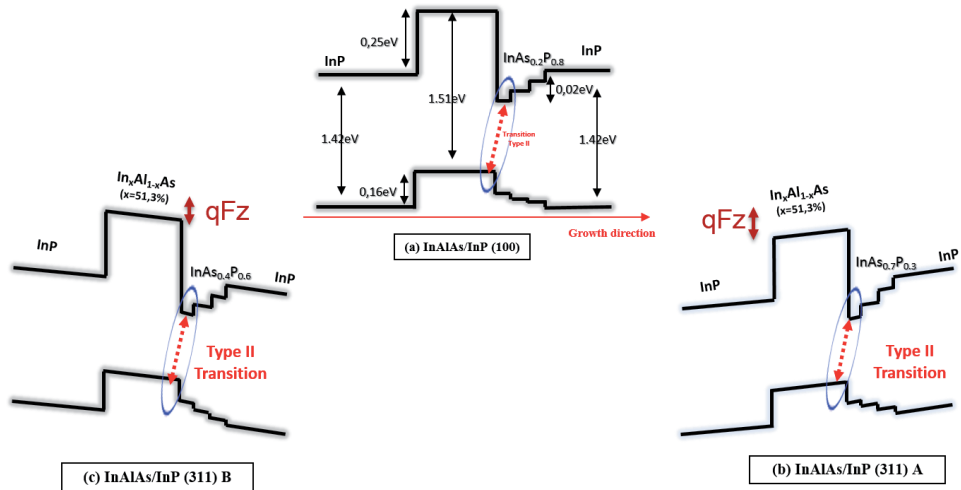 0,25eV
InP
InAs0.2P0.8
InP
1.42eV
1.51eV
0,02eV
Transition
Type II
1.42eV
0,16eV
Growth direction
(a) InAlAs/InP (100)
InxAl1-xAs
(x=51,3%)
qFz
InP
InAs0.4P0.6
InP
Type II
Transition
(c) InAlAs/InP (311) B
InxAl1-xAs
(x=51,3%)
qFz
InP
InAs0.7P0.3
InP
Type II
Transition
(b) InAlAs/InP (311) A